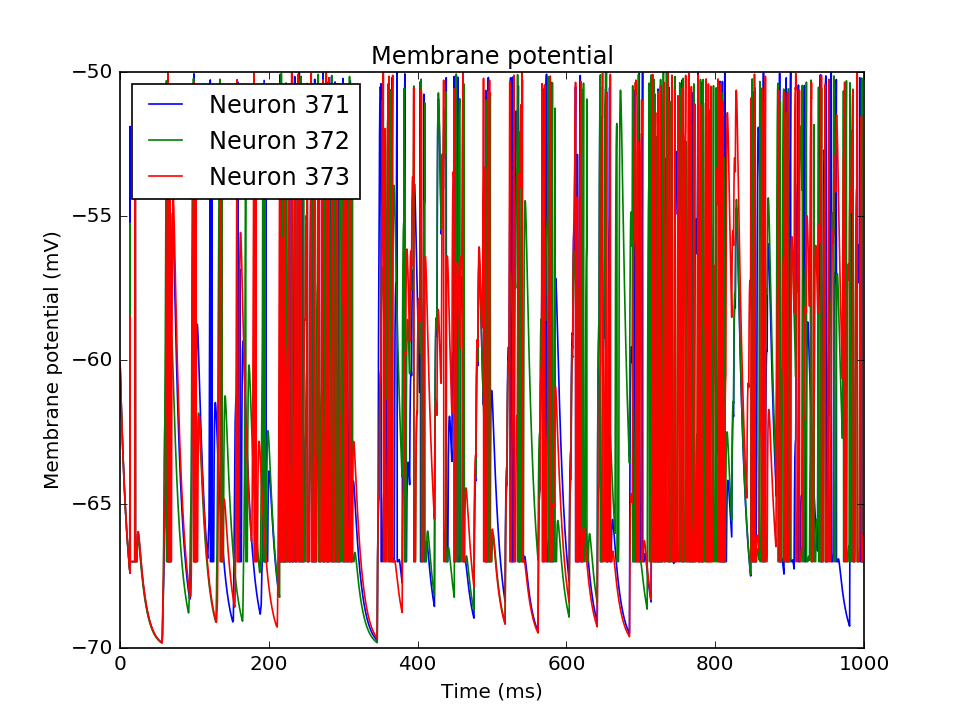 Membrane potential
−50
Neuron 371
Neuron 372
Neuron 373
−55
−60
−65
−70
Membrane potential (mV)
0
200
400
600
800
1000
Time (ms)